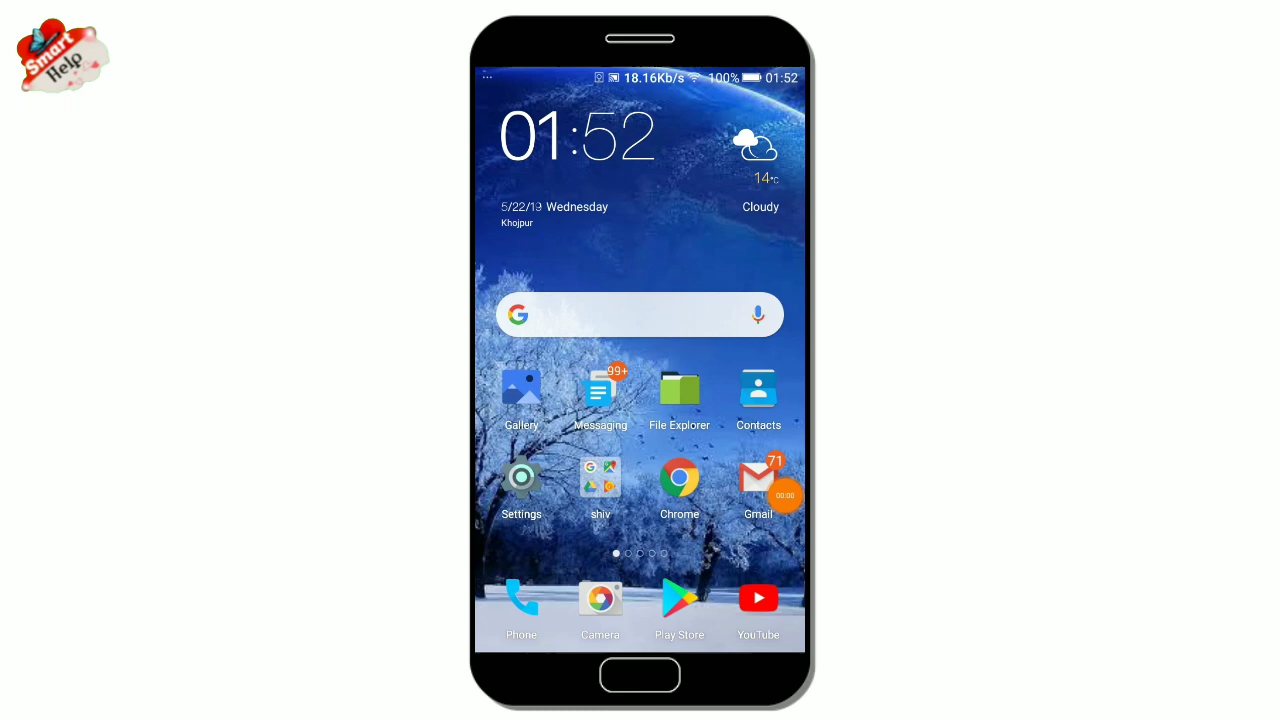 Smart
Help
... 18.16Kb/s 100% 01:52
01:52
14°C
5/22/19 Wednesday
Cloudy
Khojpur
99+
Gallery Messaging File Explorer Contacts
71
00:00
Settings shiv Chrome Gmail
Phone Camera Play Store YouTube